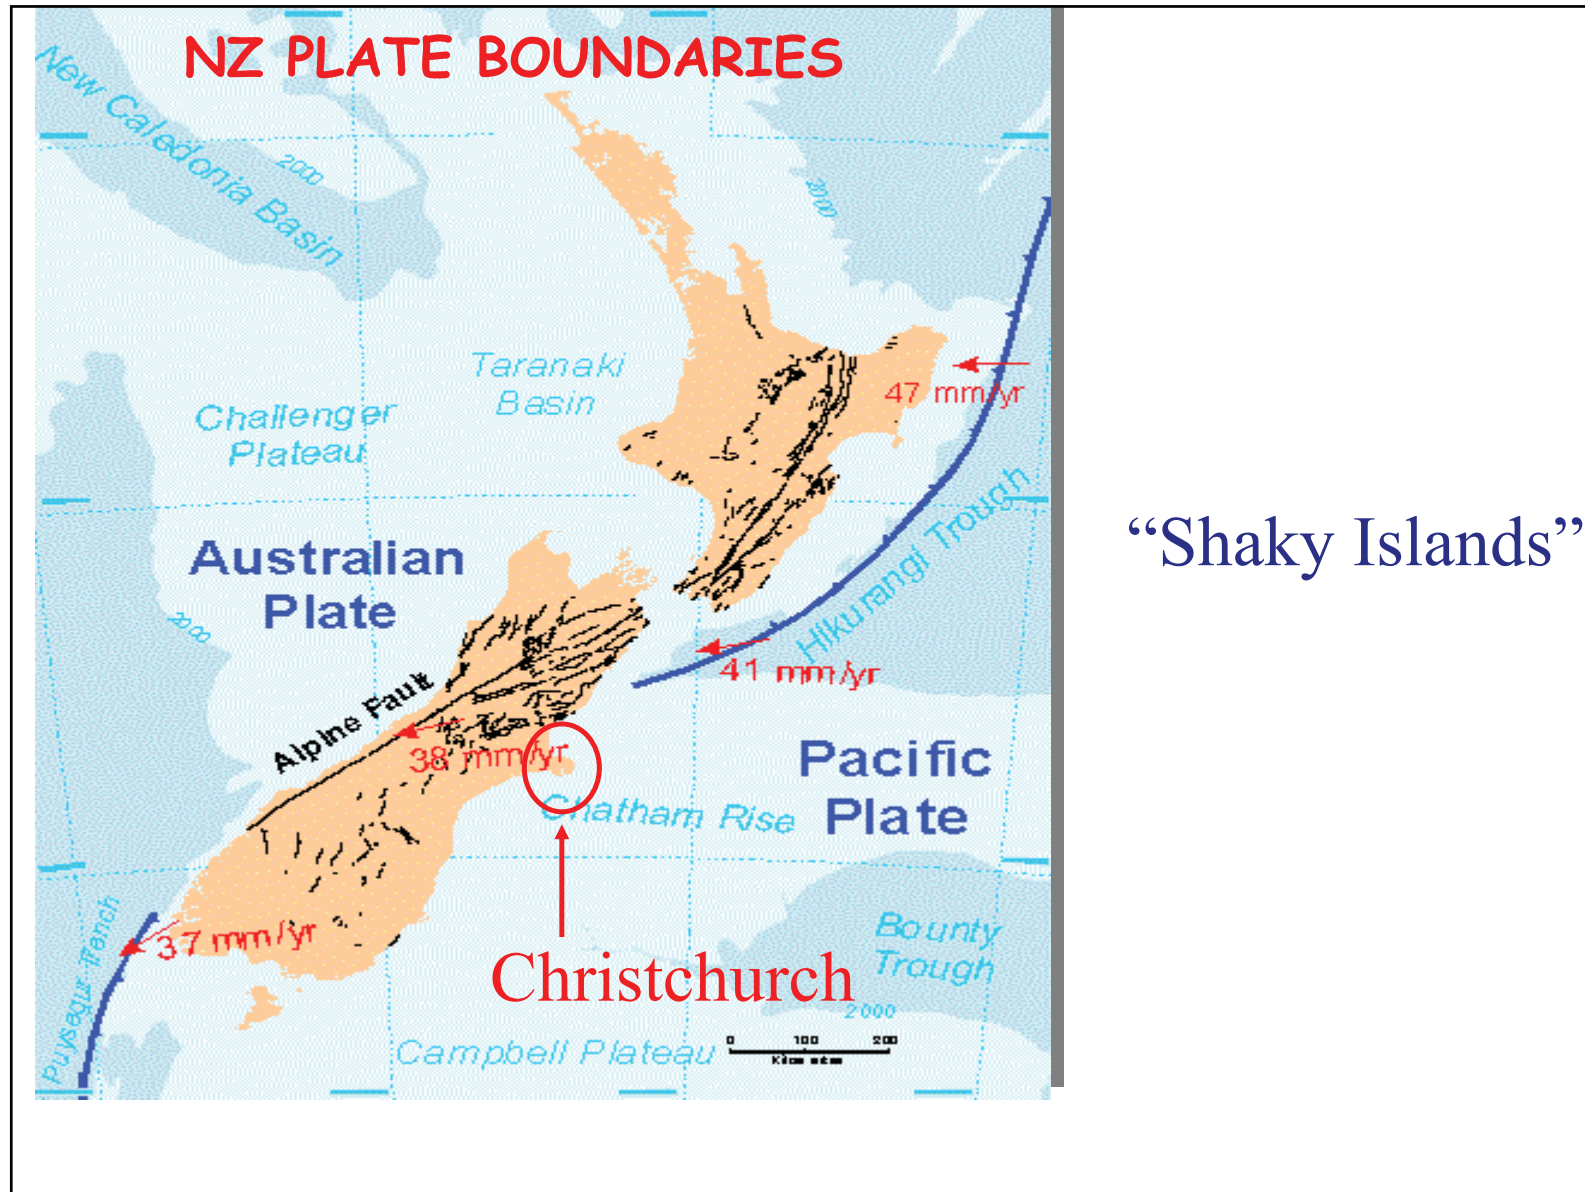 NZ PLATE BOUNDARIES
New Caledonia Basin
2000
2000
Taranaki
Basin
47 mm/yr
Challenger
Plateau
Hikurangi Trough
"Shaky Islands"
Australian
Plate
2000
41 mm/yr
Alpine Fault
38 mm/yr
Pacific
Plate
Chatham Rise
37 mm/yr
Puysegur Trench
Bounty
Trough
Christchurch
2000
Campbell Plateau
0 100 200
Kilometres